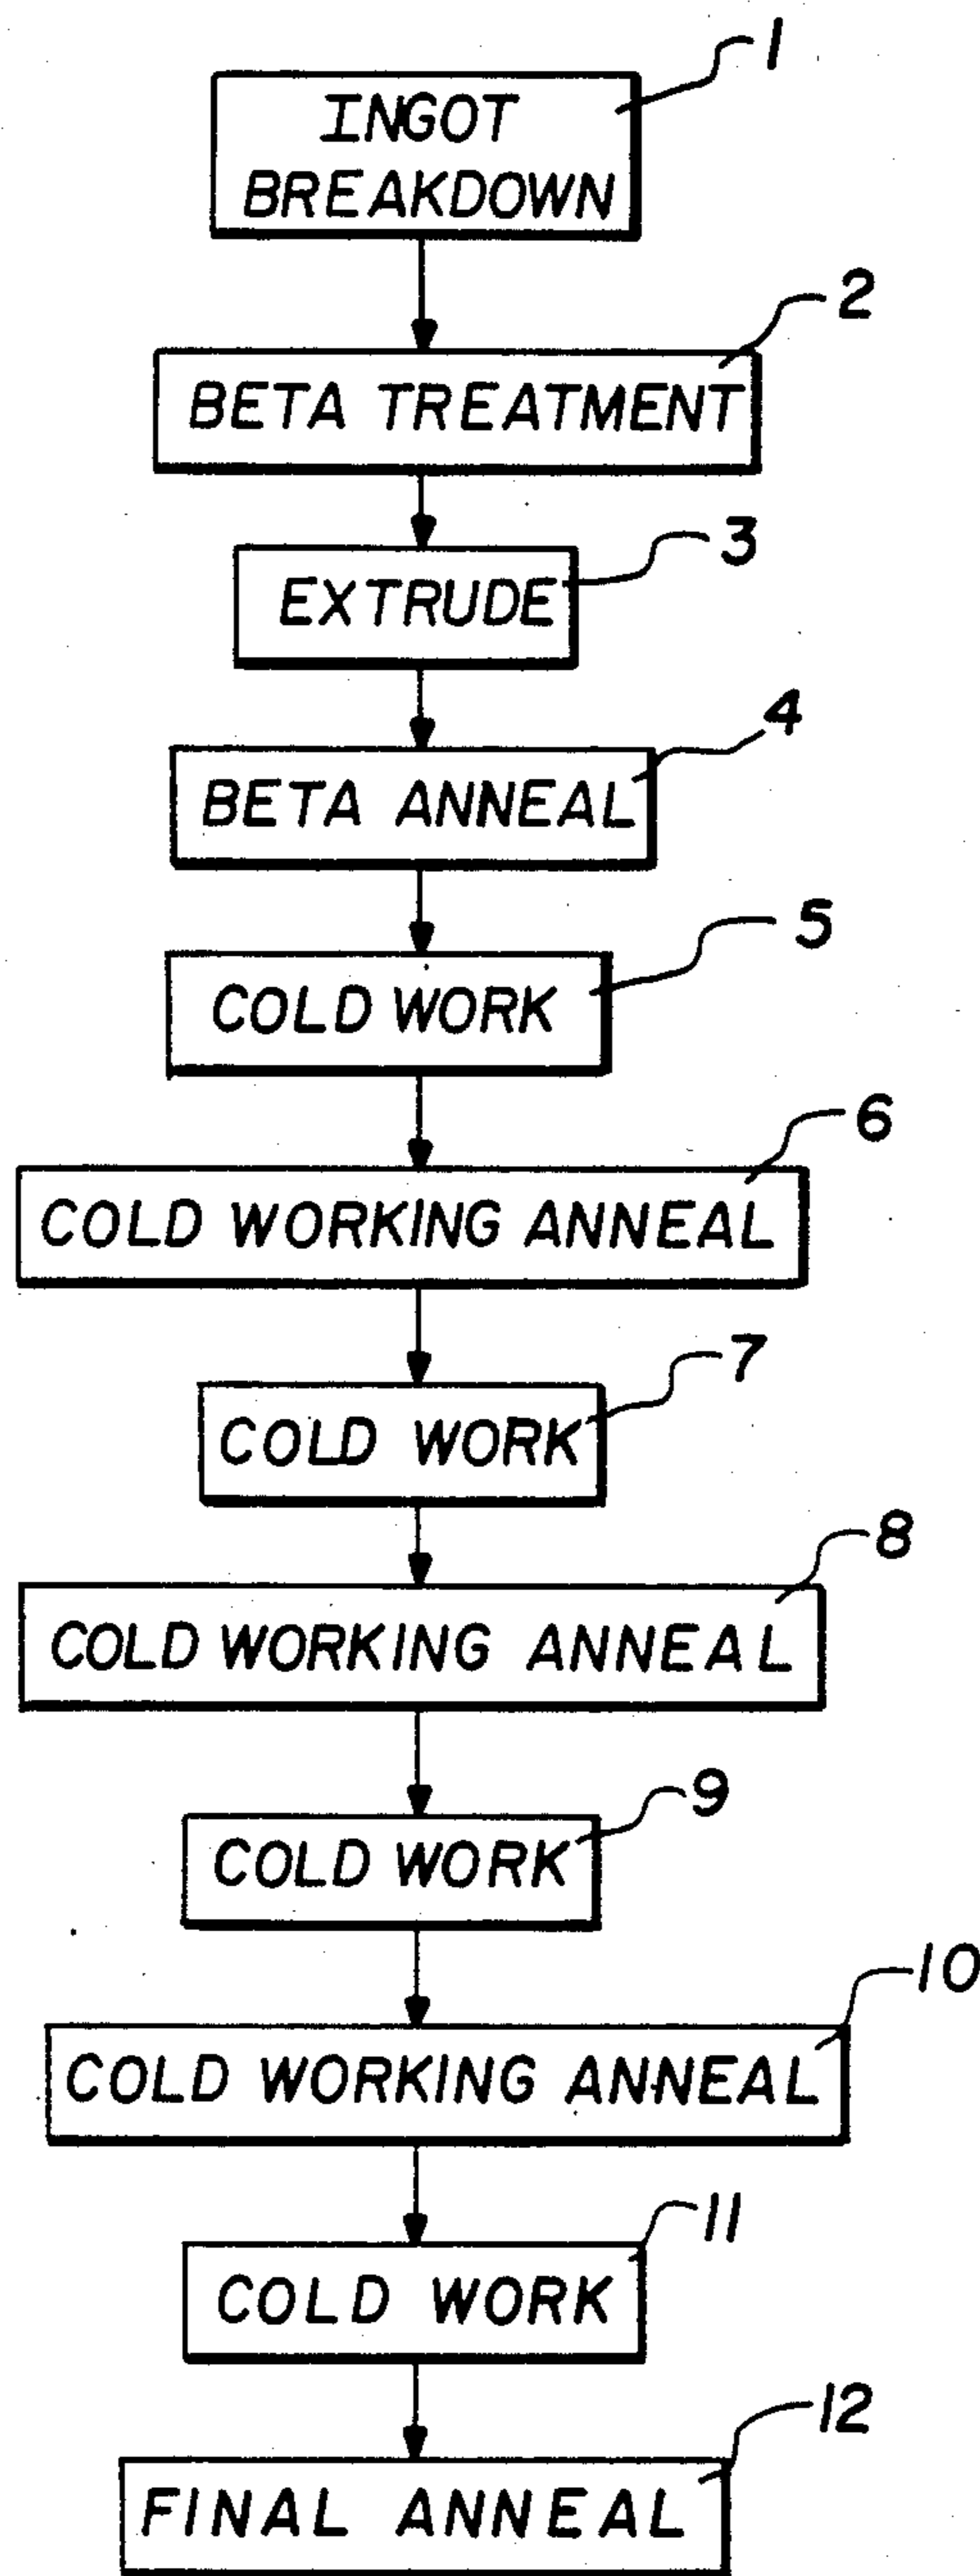 1
INGOT
BREAKDOWN
2
BETA TREATMENT
3
EXTRUDE
4
BETA ANNEAL
5
COLD WORK
6
COLD WORKING ANNEAL
7
COLD WORK
8
COLD WORKING ANNEAL
9
COLD WORK
10
COLD WORKING ANNEAL
11
COLD WORK
12
FINAL ANNEAL